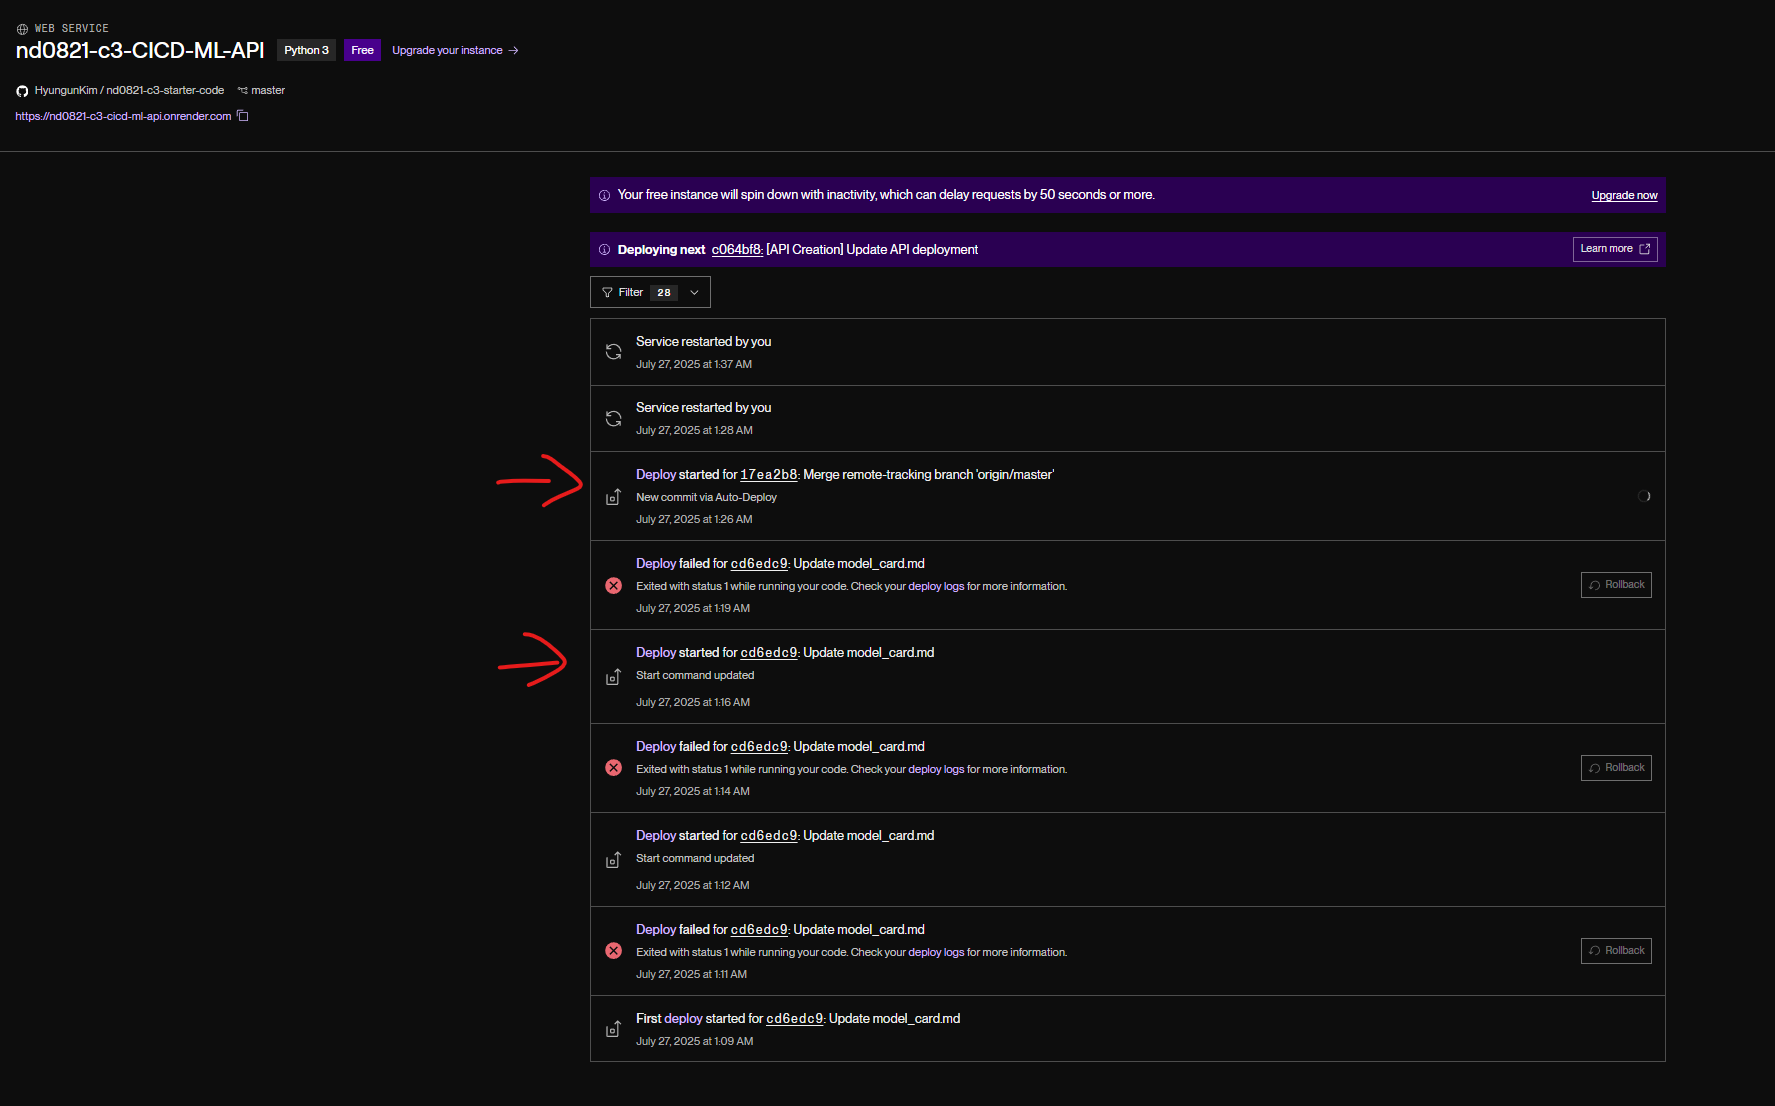 WEB SERVICE
nd0821-c3-CICD-ML-API Python 3 Free Upgrade your instance →
HyungunKim / nd0821-c3-starter-code master
https://nd0821-c3-cicd-ml-api.onrender.com
Your free instance will spin down with inactivity, which can delay requests by 50 seconds or more. Upgrade now
Deploying next c064bf8: [API Creation] Update API deployment Learn more
Filter 28
Service restarted by you
July 27, 2025 at 1:37 AM
Service restarted by you
July 27, 2025 at 1:28 AM
Deploy started for 17ea2b8: Merge remote-tracking branch 'origin/master'
New commit via Auto-Deploy
July 27, 2025 at 1:26 AM
Deploy failed for cd6edc9: Update model_card.md
Exited with status 1 while running your code. Check your deploy logs for more information. Rollback
July 27, 2025 at 1:19 AM
Deploy started for cd6edc9: Update model_card.md
Start command updated
July 27, 2025 at 1:16 AM
Deploy failed for cd6edc9: Update model_card.md
Exited with status 1 while running your code. Check your deploy logs for more information. Rollback
July 27, 2025 at 1:14 AM
Deploy started for cd6edc9: Update model_card.md
Start command updated
July 27, 2025 at 1:12 AM
Deploy failed for cd6edc9: Update model_card.md
Exited with status 1 while running your code. Check your deploy logs for more information. Rollback
July 27, 2025 at 1:11 AM
First deploy started for cd6edc9: Update model_card.md
July 27, 2025 at 1:09 AM